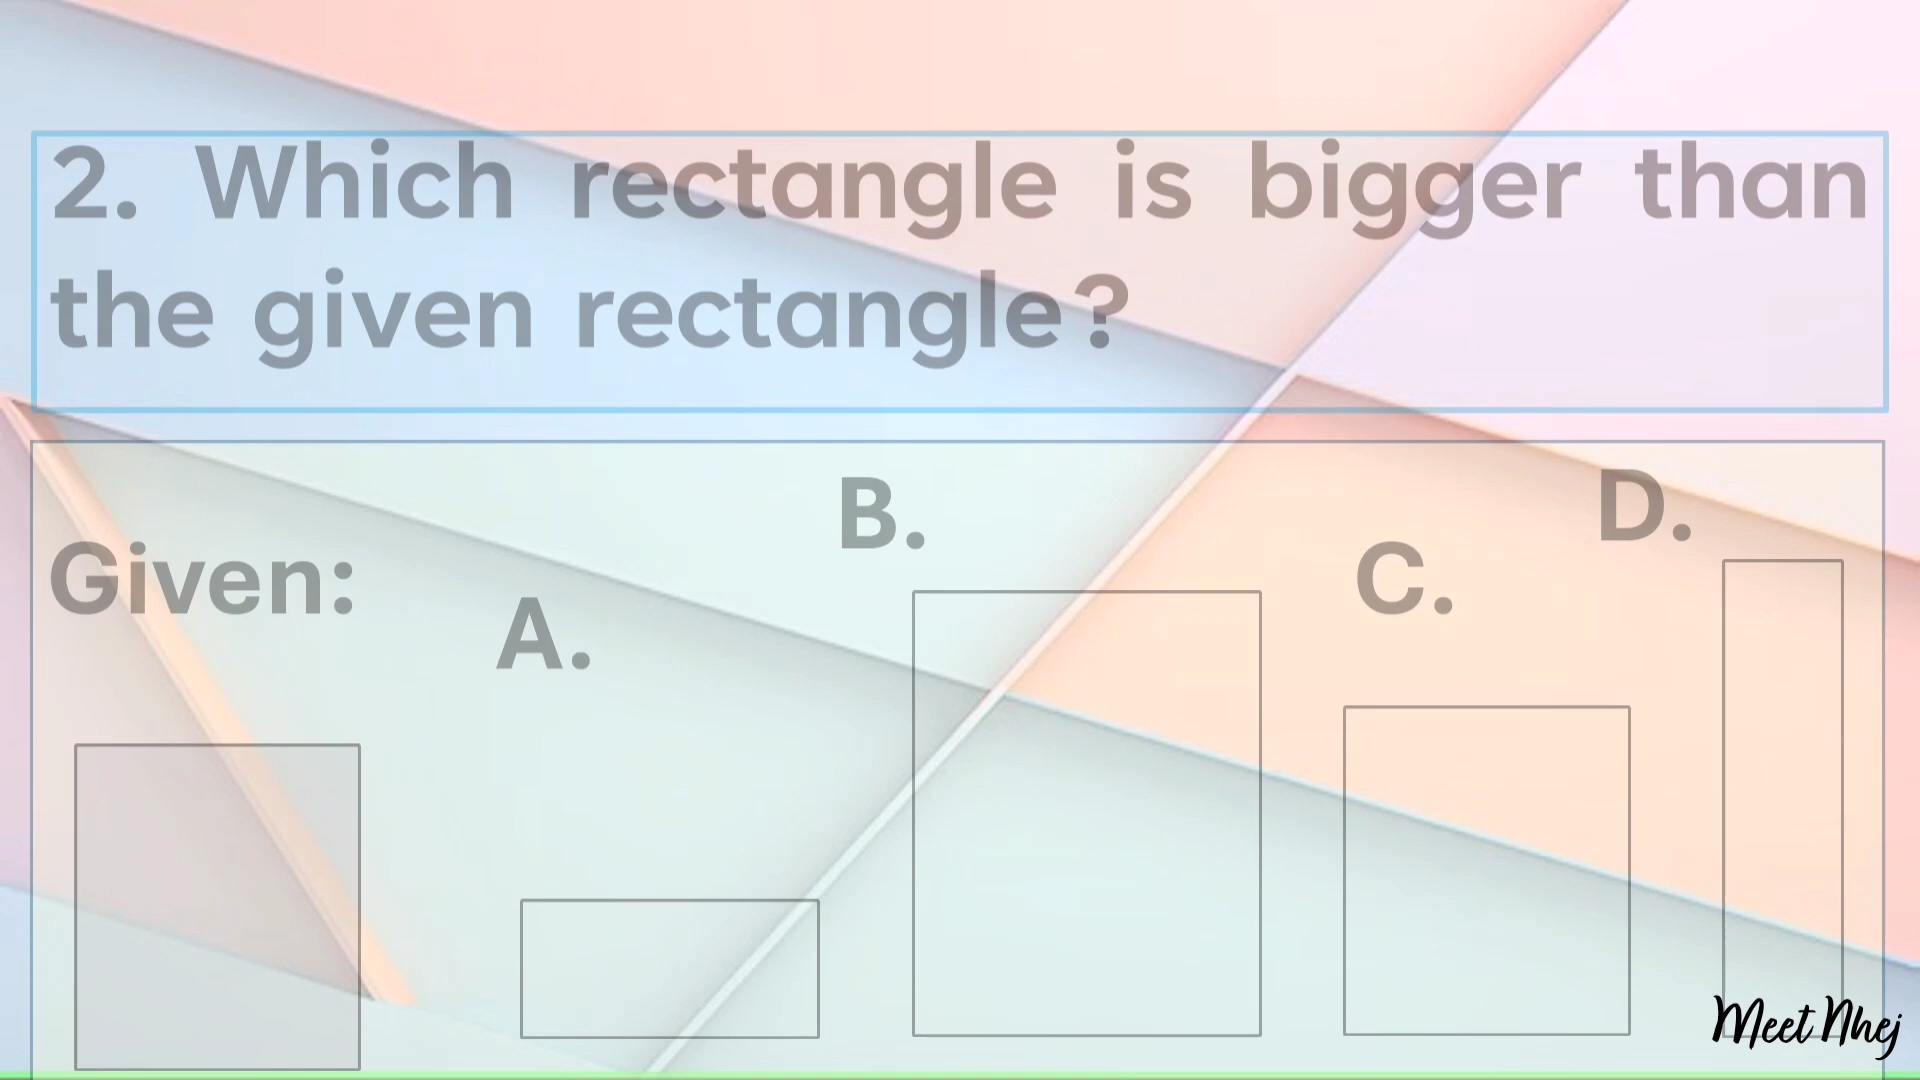 2. Which rectangle is bigger than
the given rectangle?
Given:
A.
B.
C.
D.
Meet Nhej